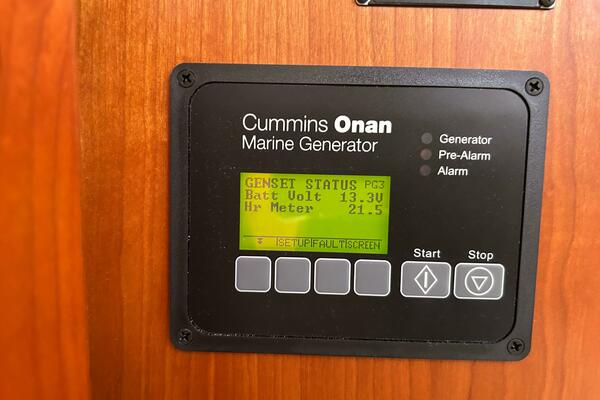 Cummins Onan
Marine Generator
Generator
Pre-Alarm
Alarm
GENSET STATUS PG3
Batt Volt 13.3V
Hr Meter 21.5
SETUP|FAULT|SCREEN
Start Stop